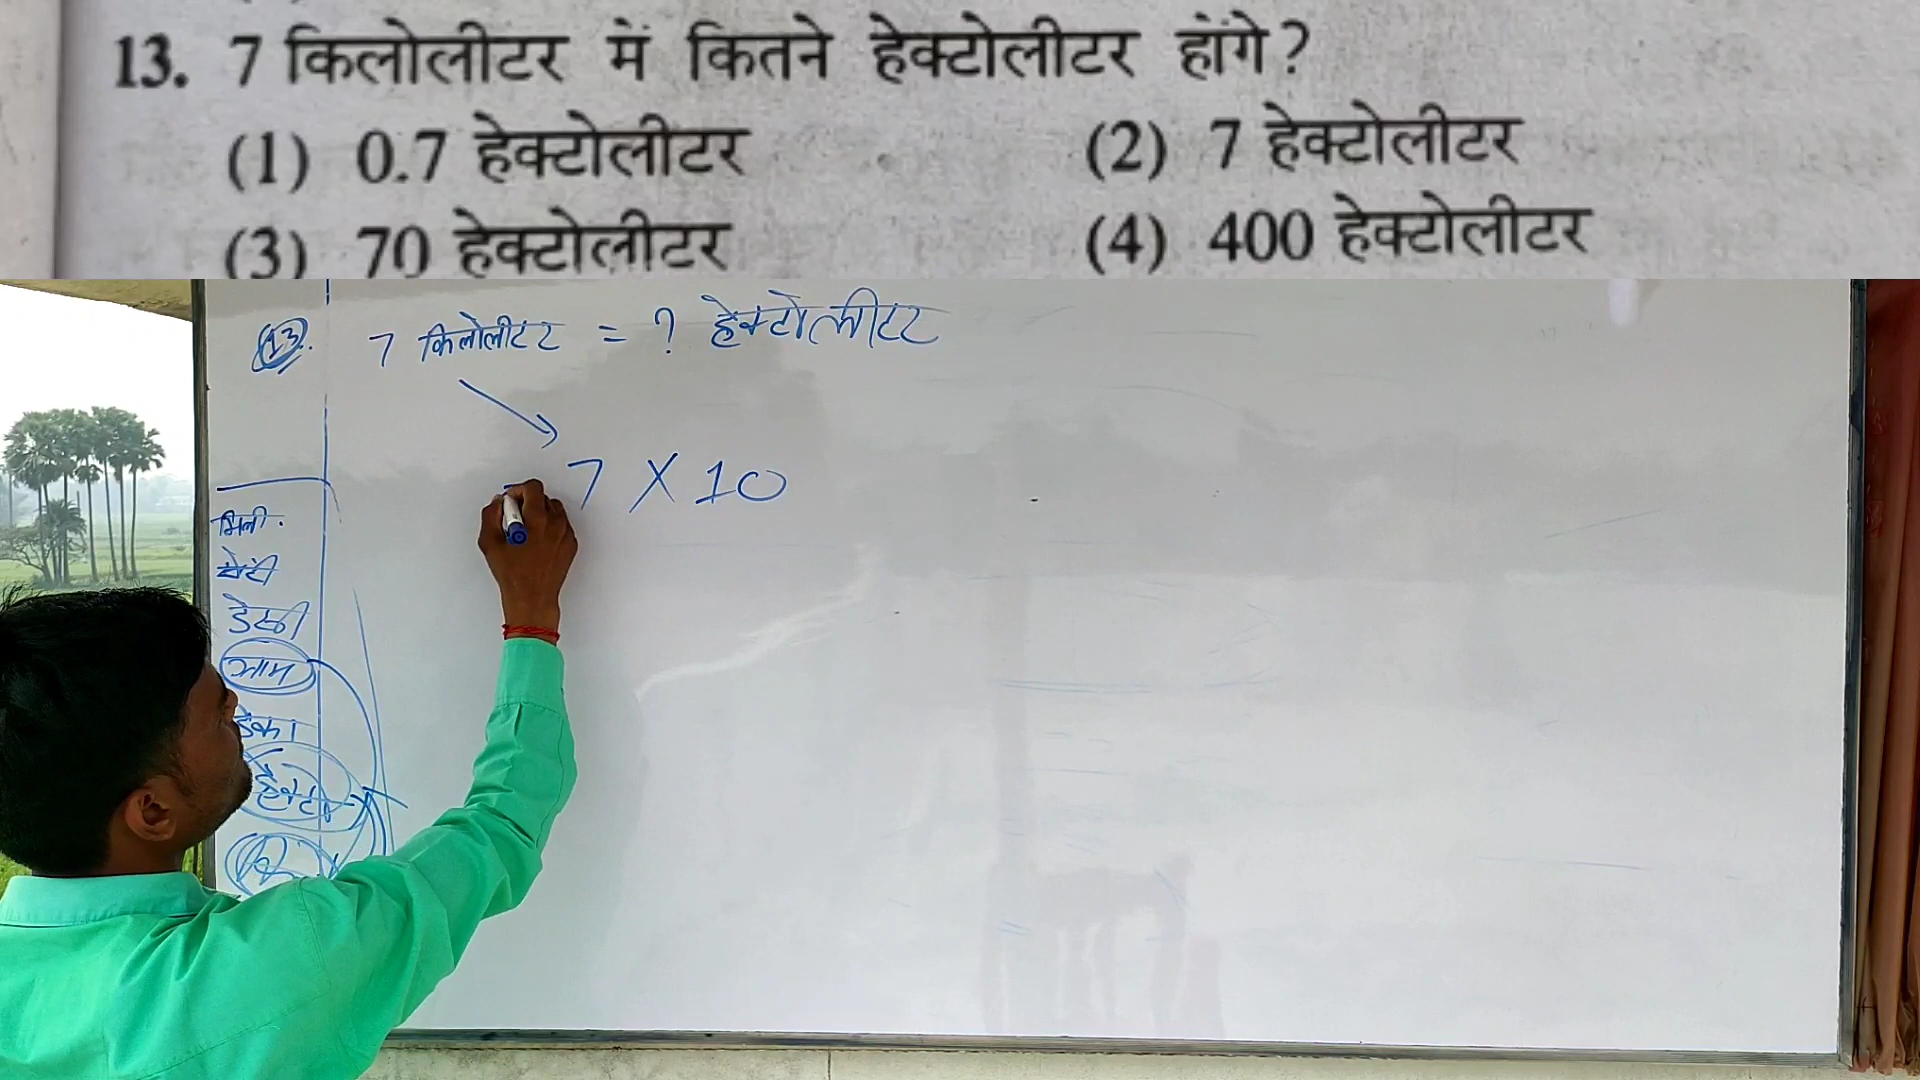 13. 7 किलोलीटर में कितने हेक्टोलीटर होंगे?
(1) 0.7 हेक्टोलीटर (2) 7 हेक्टोलीटर
(3) 70 हेक्टोलीटर (4) 400 हेक्टोलीटर
13. 7 किलोलीटर = ? हेक्टोलीटर
7 X 10
मिली.
सेंटी
डेसी
ग्राम
डेका
हेक्टो